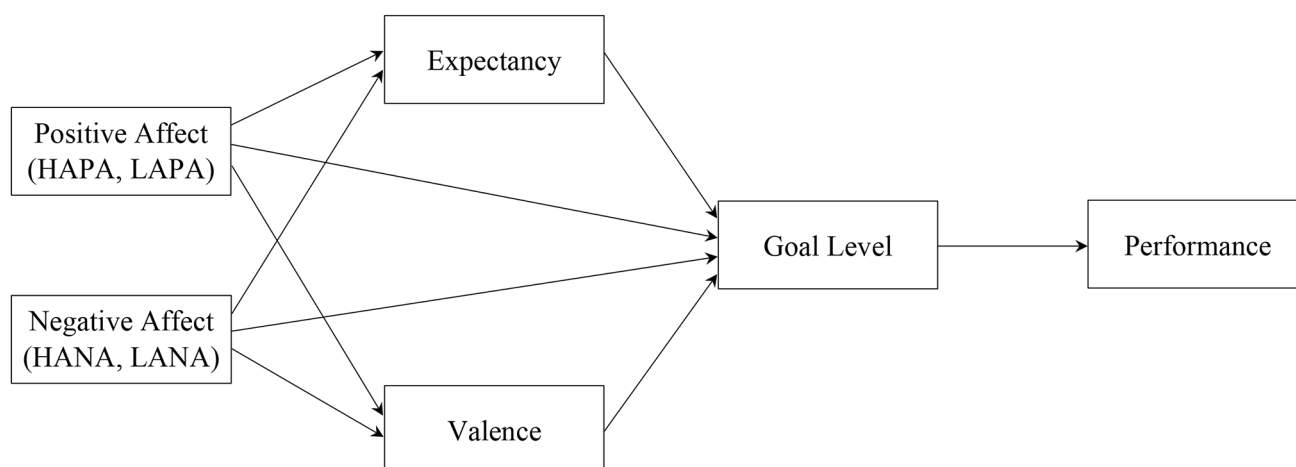 Expectancy
Positive Affect
(HAPA, LAPA)
Goal Level
Performance
Negative Affect
(HANA, LANA)
Valence